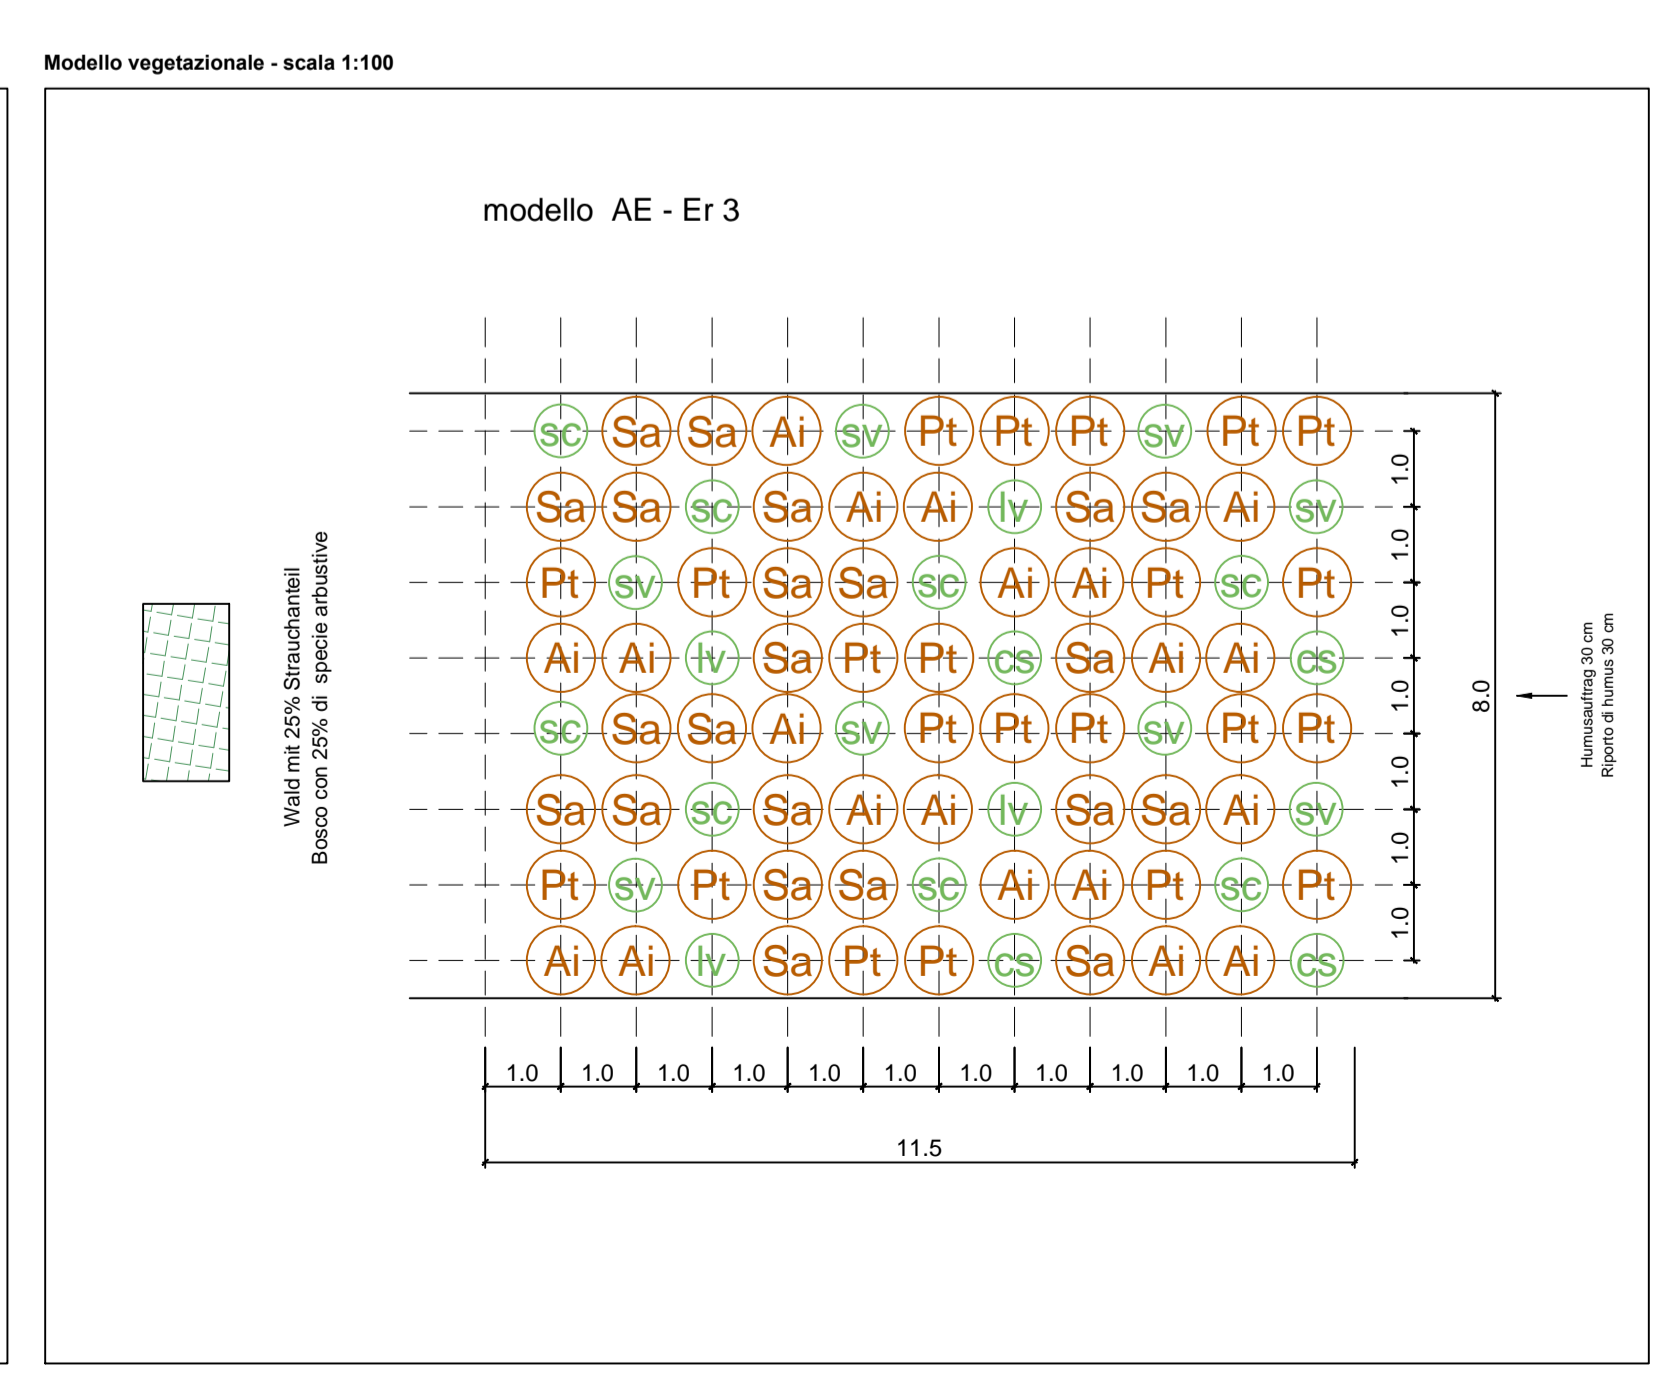 Modello vegetazionale - scala 1:100
modello AE - Er 3
Wald mit 25% Strauchanteil
Bosco con 25% di specie arbustive
sc Sa Sa Ai sv Pt Pt Pt sv Pt Pt
Sa Sa sc Sa Ai Ai lv Sa Sa Ai sv
Pt sv Pt Sa Sa sc Ai Ai Pt sc Pt
Ai Ai lv Sa Pt Pt cs Sa Ai Ai cs
sc Sa Sa Ai sv Pt Pt Pt sv Pt Pt
Sa Sa sc Sa Ai Ai lv Sa Sa Ai sv
Pt sv Pt Sa Sa sc Ai Ai Pt sc Pt
Ai Ai lv Sa Pt Pt cs Sa Ai Ai cs
1.0
1.0
1.0
1.0
1.0
1.0
1.0
8.0
Humusauftrag 30 cm
Riporto di humus 30 cm
1.0 1.0 1.0 1.0 1.0 1.0 1.0 1.0 1.0 1.0 1.0
11.5